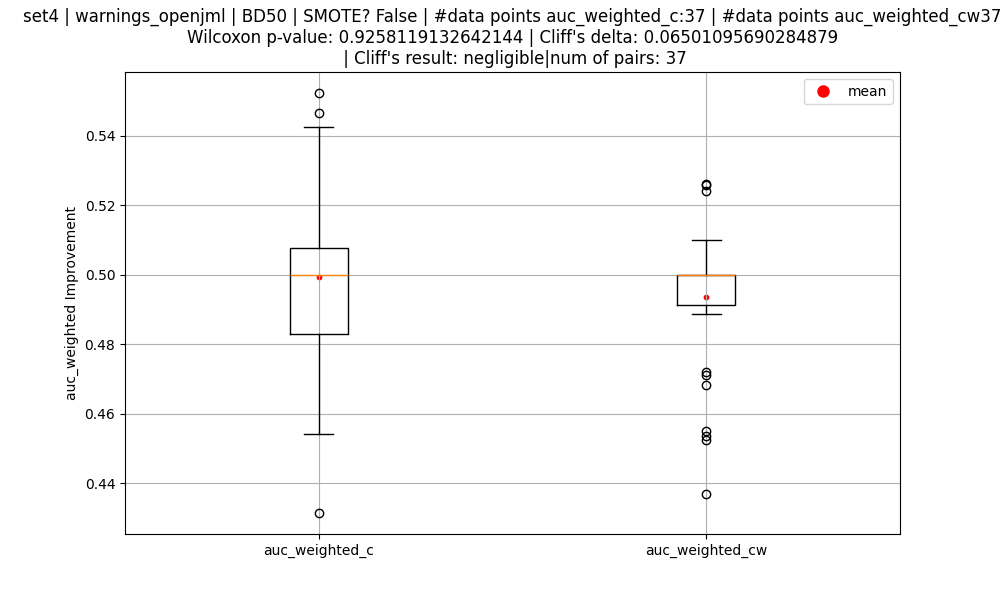 set4 | warnings_openjml | BD50 | SMOTE? False | #data points auc_weighted_c:37 | #data points auc_weighted_cw37
Wilcoxon p-value: 0.9258119132642144 | Cliff's delta: 0.06501095690284879
| Cliff's result: negligible|num of pairs: 37
mean
0.54
0.52
0.50
0.48
0.46
0.44
auc_weighted Improvement
auc_weighted_c
auc_weighted_cw